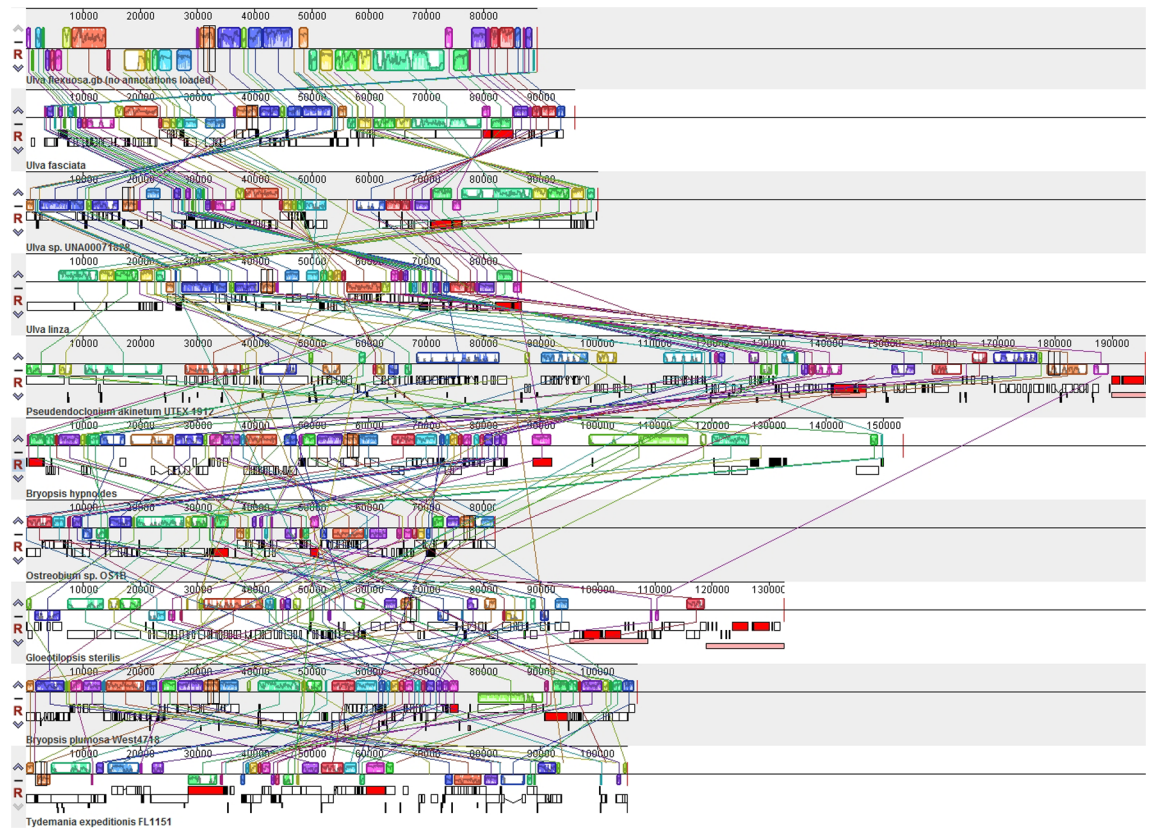 10000 20000 30000 40000 50000 60000 70000 80000
R
Ulva flexuosa.gb (no annotations loaded)
10000 20000 30000 40000 50000 60000 70000 80000 90000
R
Ulva fasciata
10000 20000 30000 40000 50000 60000 70000 80000 90000
R
Ulva sp. UNA00071828
10000 20000 30000 40000 50000 60000 70000 80000
R
Ulva linza
10000 20000 30000 40000 50000 60000 70000 80000 90000 100000 110000 120000 130000 140000 150000 160000 170000 180000 190000
R
Pseudendoclonium akinetum UTEX 1912
10000 20000 30000 40000 50000 60000 70000 80000 90000 100000 110000 120000 130000 140000 150000
R
Bryopsis hypnoides
10000 20000 30000 40000 50000 60000 70000 80000
R
Ostreobium sp. OS1B
10000 20000 30000 40000 50000 60000 70000 80000 90000 100000 110000 120000 13000
R
Gloeotilopsis sterilis
10000 20000 30000 40000 50000 60000 70000 80000 90000 100000
R
Bryopsis plumosa West4718
10000 20000 30000 40000 50000 60000 70000 80000 90000 100000
R
Tydemania expeditionis FL1151